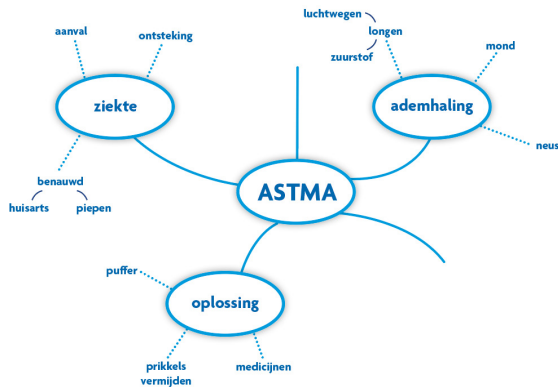 luchtwegen
longen
zuurstof
mond
ademhaling
neus
aanval
ontsteking
ziekte
benauwd
huisarts
piepen
ASTMA
puffer
oplossing
prikkels
vermijden
medicijnen